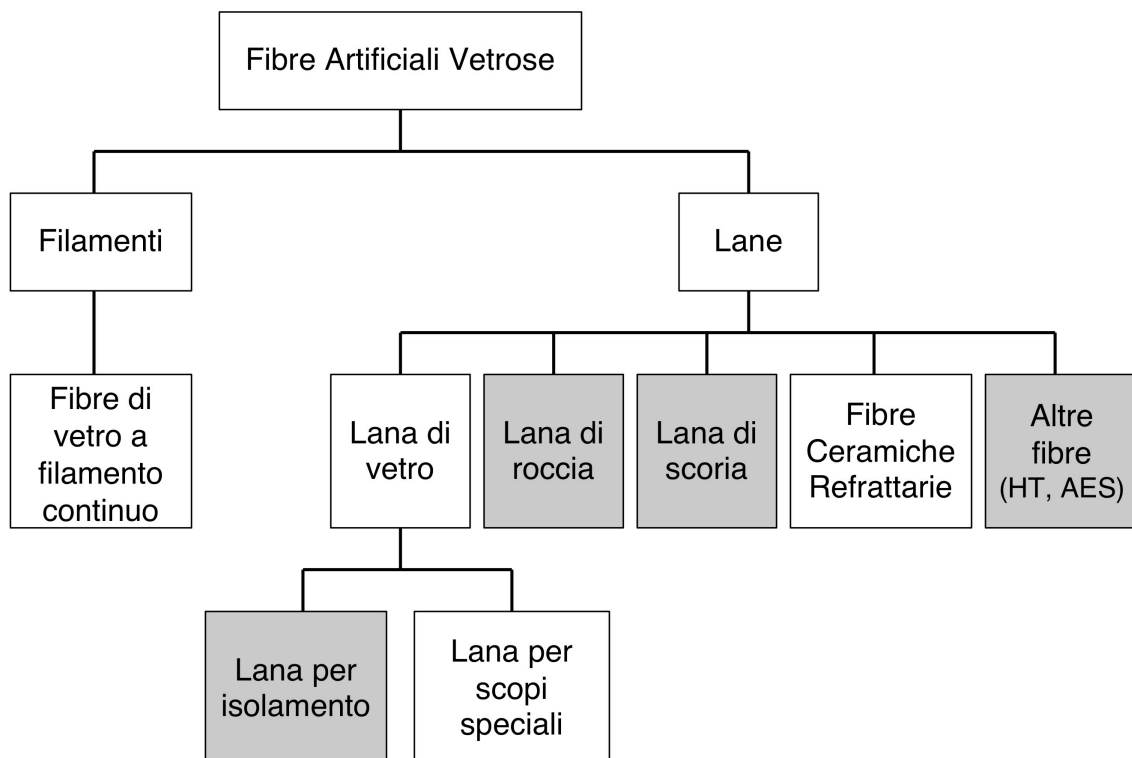 Fibre Artificiali Vetrose
Filamenti
Lane
Fibre di
vetro a
filamento
continuo
Lana di
vetro
Lana di
roccia
Lana di
scoria
Fibre
Ceramiche
Refrattarie
Altre
fibre
(HT, AES)
Lana per
isolamento
Lana per
scopi
speciali